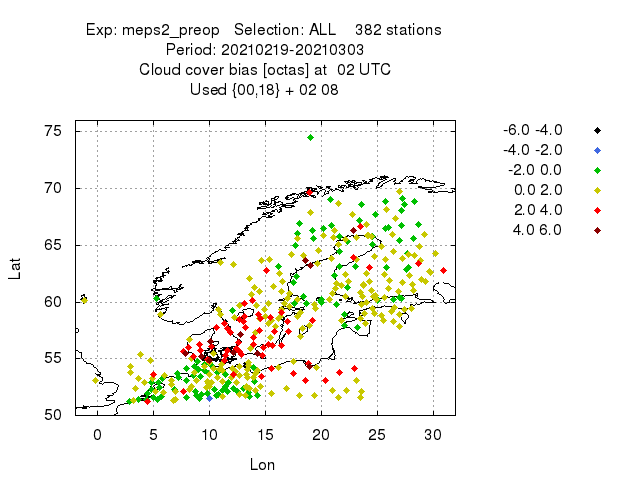 Exp: meps2_preop   Selection: ALL    382 stations
Period: 20210219-20210303
Cloud cover bias [octas] at  02 UTC
Used {00,18} + 02 08
-6.0 -4.0
-4.0 -2.0
-2.0 0.0
0.0 2.0
2.0 4.0
4.0 6.0
75
70
65
60
55
50
Lat
0 5 10 15 20 25 30
Lon